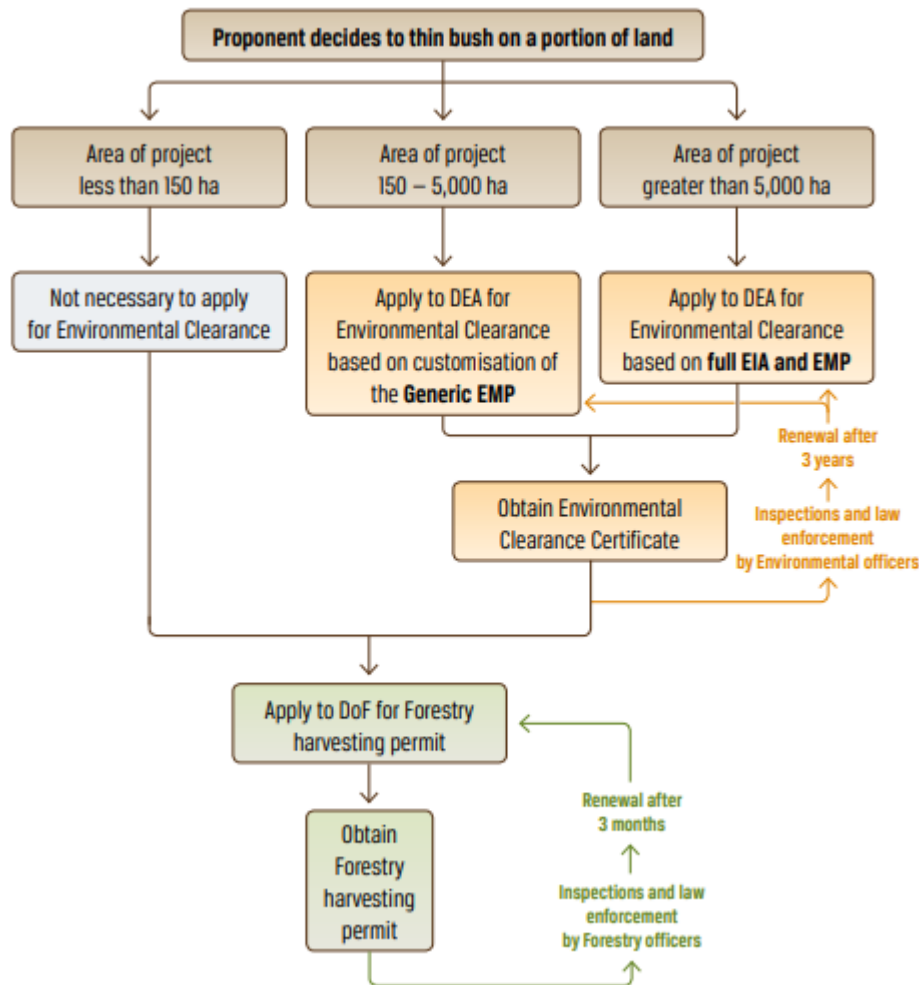 Proponent decides to thin bush on a portion of land
Area of project
less than 150 ha
Area of project
150 – 5,000 ha
Area of project
greater than 5,000 ha
Not necessary to apply
for Environmental Clearance
Apply to DEA for
Environmental Clearance
based on customisation of
the Generic EMP
Apply to DEA for
Environmental Clearance
based on full EIA and EMP
Renewal after
3 years
Obtain Environmental
Clearance Certificate
Inspections and law
enforcement
by Environmental officers
Apply to DoF for Forestry
harvesting permit
Renewal after
3 months
Obtain
Forestry
harvesting
permit
Inspections and law
enforcement
by Forestry officers